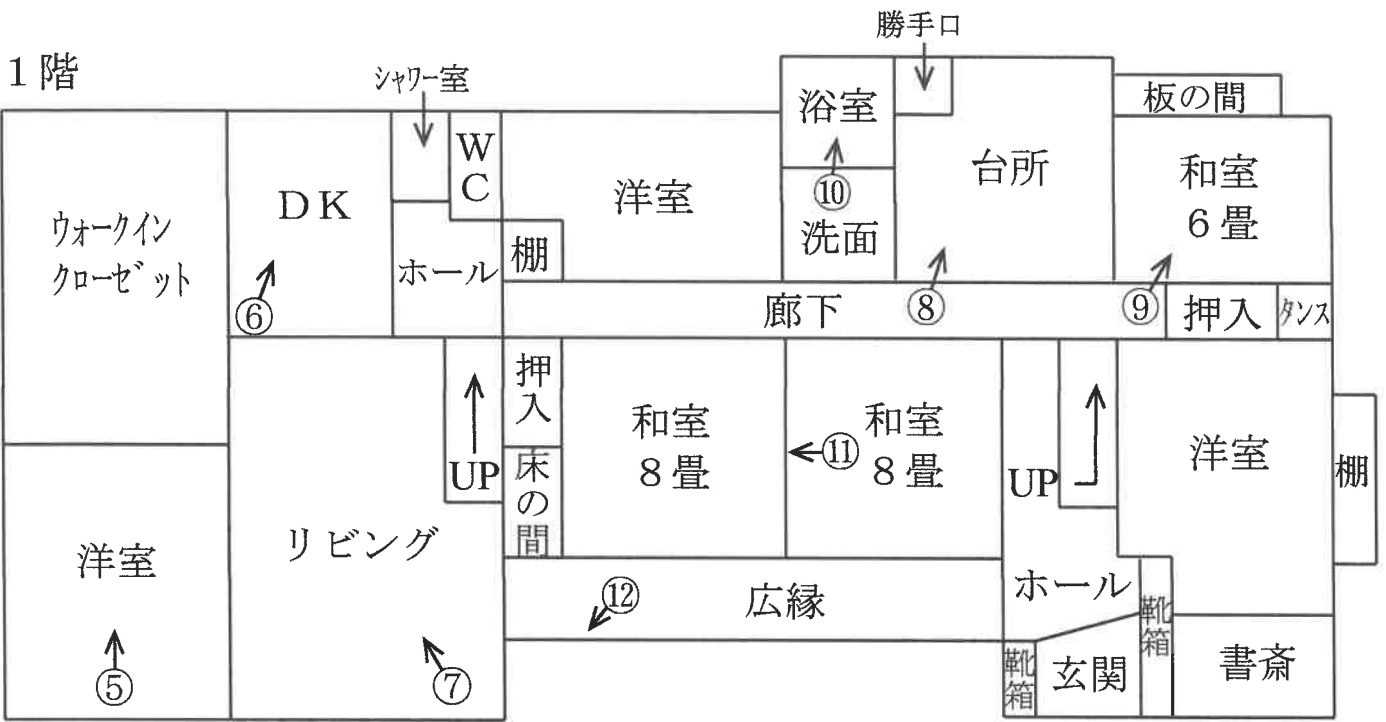 勝手口
1階
シャワー室
浴室
板の間
WC
台所
和室
6畳
DK
洋室
⑩
洗面
ウォークイン
クローゼット
棚
ホール
⑥
廊下
⑧
⑨
押入
タンス
押入
和室
8畳
⑪
和室
8畳
洋室
棚
UP
UP
床の間
リビング
洋室
⑫
広縁
ホール
靴箱
靴箱
玄関
書斎
⑤
⑦